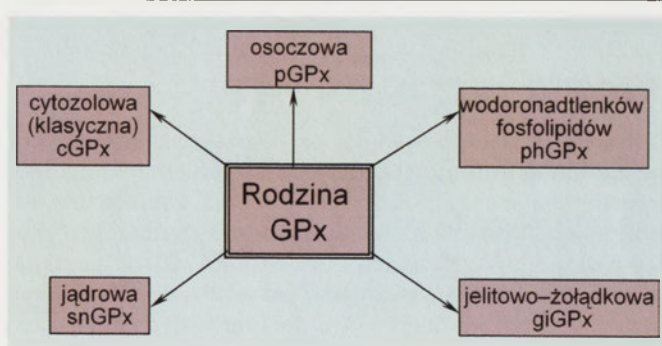 osoczowa
pGPx
cytozolowa
(klasyczna)
cGPx
wodoronadtlenków
fosfolipidów
phGPx
Rodzina
GPx
jądrowa
snGPx
jelitowo–żołądkowa
giGPx